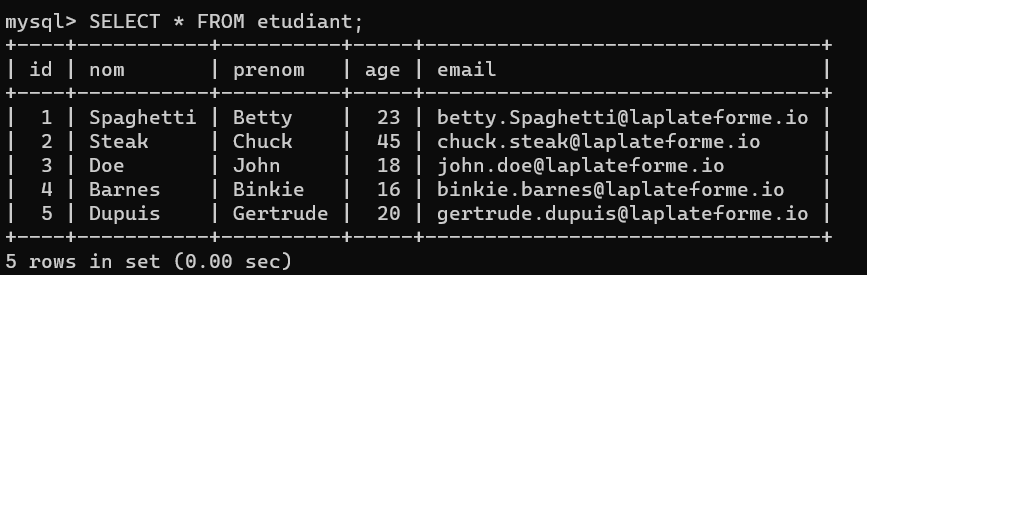 mysql> SELECT * FROM etudiant;
+----+-----------+----------+-----+---------------------------------+
| id | nom       | prenom   | age | email                           |
+----+-----------+----------+-----+---------------------------------+
|  1 | Spaghetti | Betty    |  23 | betty.Spaghetti@laplateforme.io |
|  2 | Steak     | Chuck    |  45 | chuck.steak@laplateforme.io     |
|  3 | Doe       | John     |  18 | john.doe@laplateforme.io        |
|  4 | Barnes    | Binkie   |  16 | binkie.barnes@laplateforme.io   |
|  5 | Dupuis    | Gertrude |  20 | gertrude.dupuis@laplateforme.io |
+----+-----------+----------+-----+---------------------------------+
5 rows in set (0.00 sec)